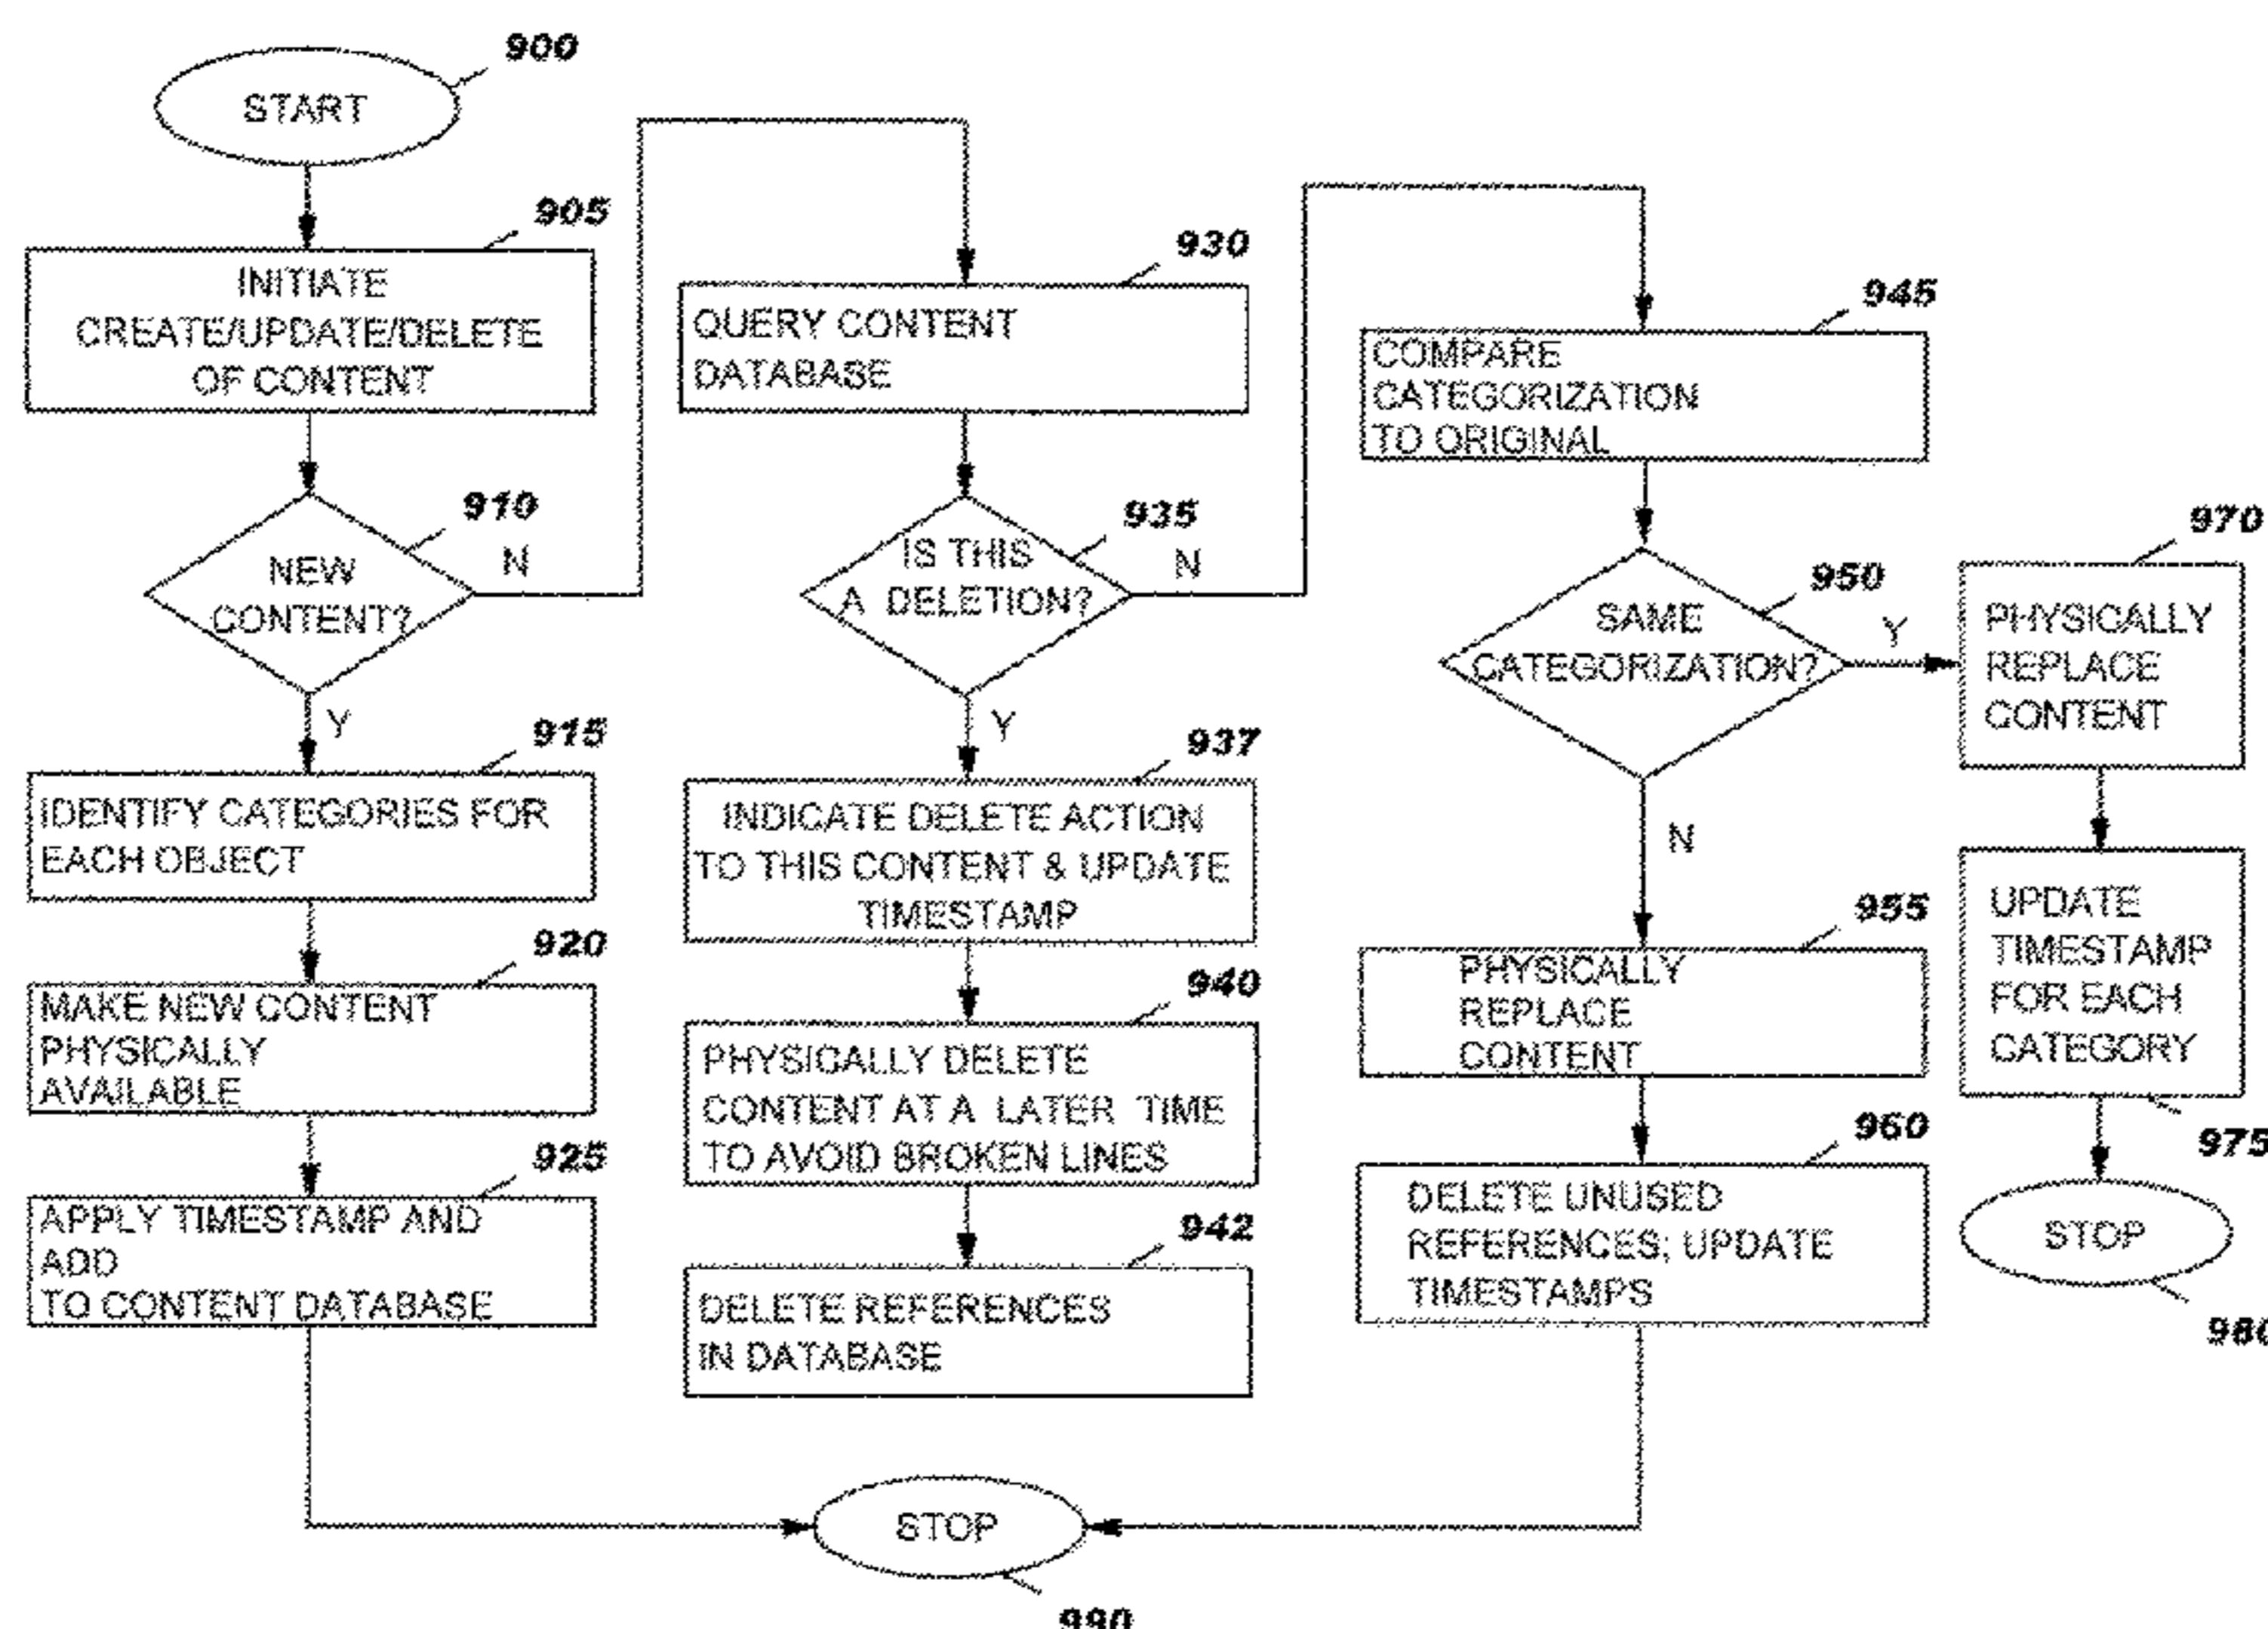 900
START
905
INITIATE
CREATE/UPDATE/DELETE
OF CONTENT
910
NEW
CONTENT?
N
Y
915
IDENTIFY CATEGORIES FOR
EACH OBJECT
920
MAKE NEW CONTENT
PHYSICALLY
AVAILABLE
925
APPLY TIMESTAMP AND
ADD
TO CONTENT DATABASE
930
QUERY CONTENT
DATABASE
935
IS THIS
A DELETION?
N
Y
937
INDICATE DELETE ACTION
TO THIS CONTENT & UPDATE
TIMESTAMP
940
PHYSICALLY DELETE
CONTENT AT A LATER TIME
TO AVOID BROKEN LINES
942
DELETE REFERENCES
IN DATABASE
945
COMPARE
CATEGORIZATION
TO ORIGINAL
950
SAME
CATEGORIZATION?
Y
N
955
PHYSICALLY
REPLACE
CONTENT
960
DELETE UNUSED
REFERENCES; UPDATE
TIMESTAMPS
970
PHYSICALLY
REPLACE
CONTENT
UPDATE
TIMESTAMP
FOR EACH
CATEGORY
975
STOP
STOP